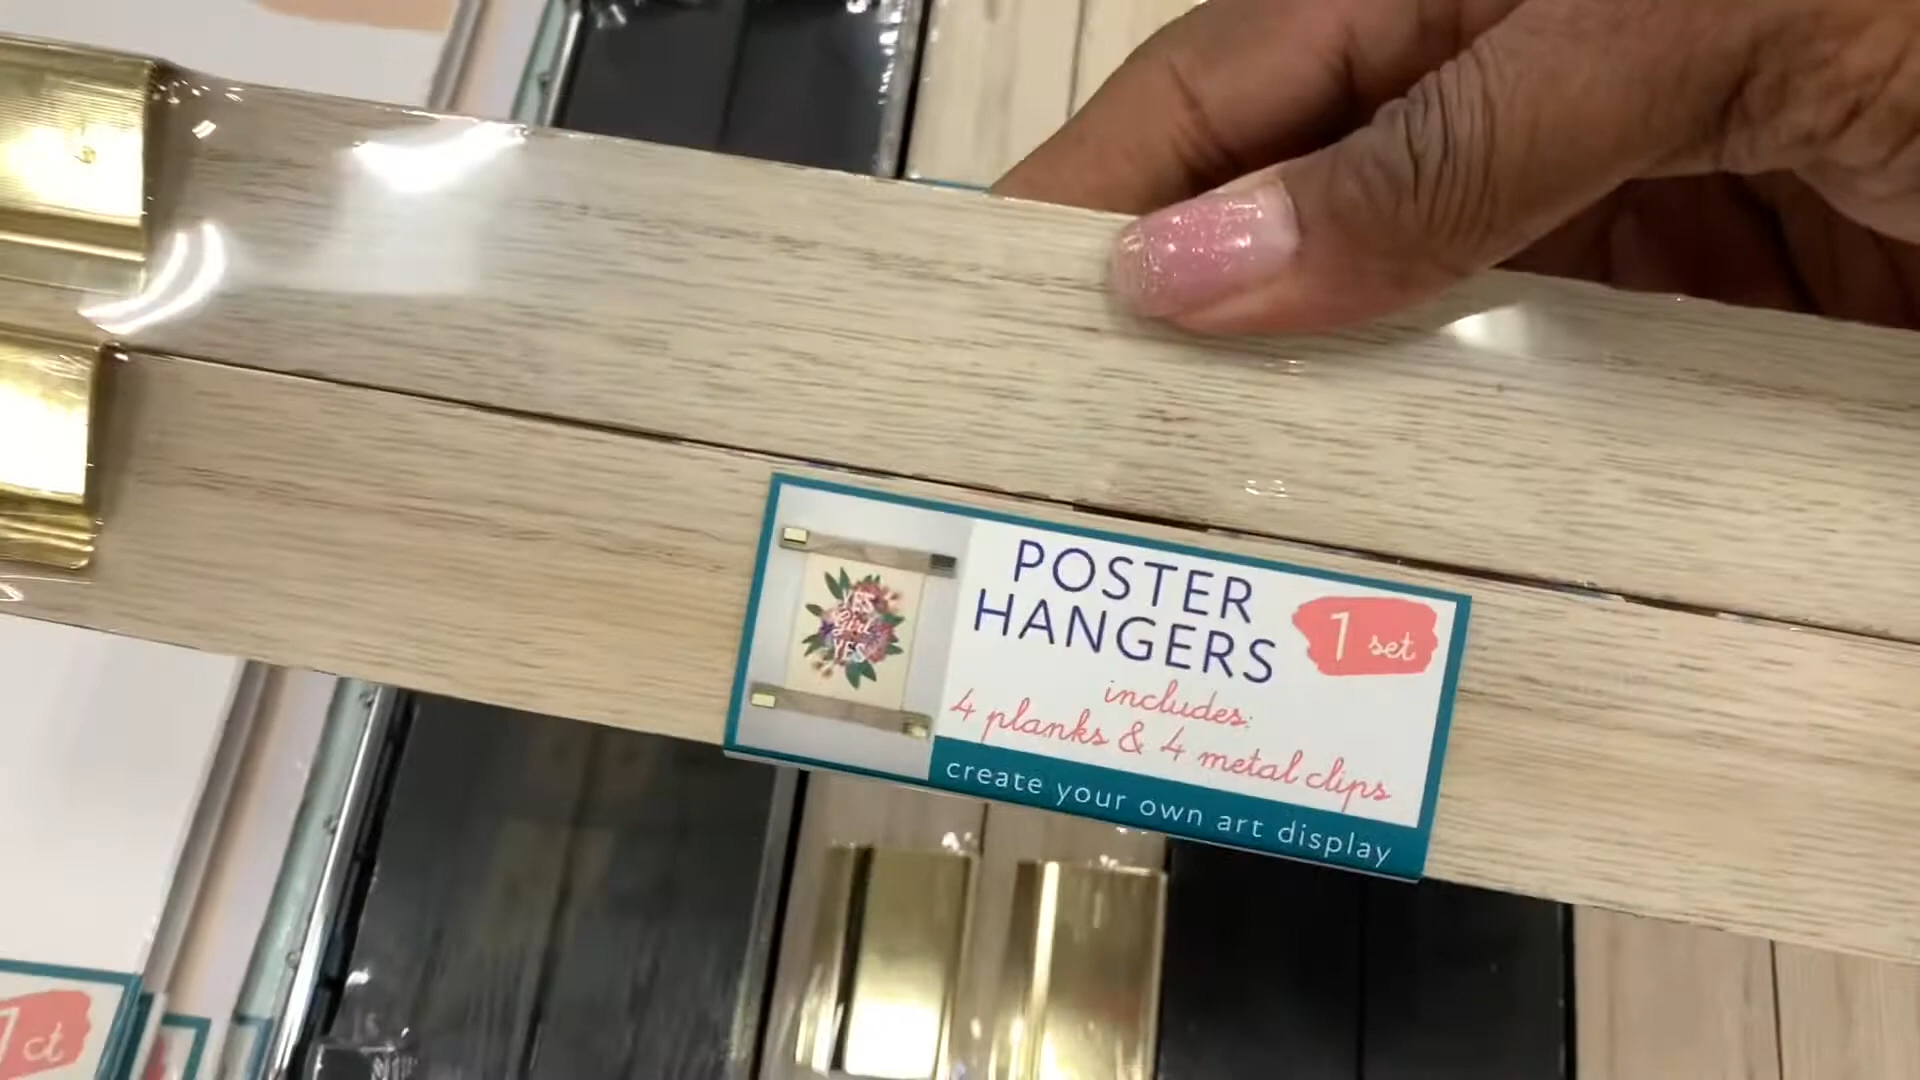 YES
Girl
YES
POSTER
HANGERS
1 set
includes:
4 planks & 4 metal clips
create your own art display
1 ct